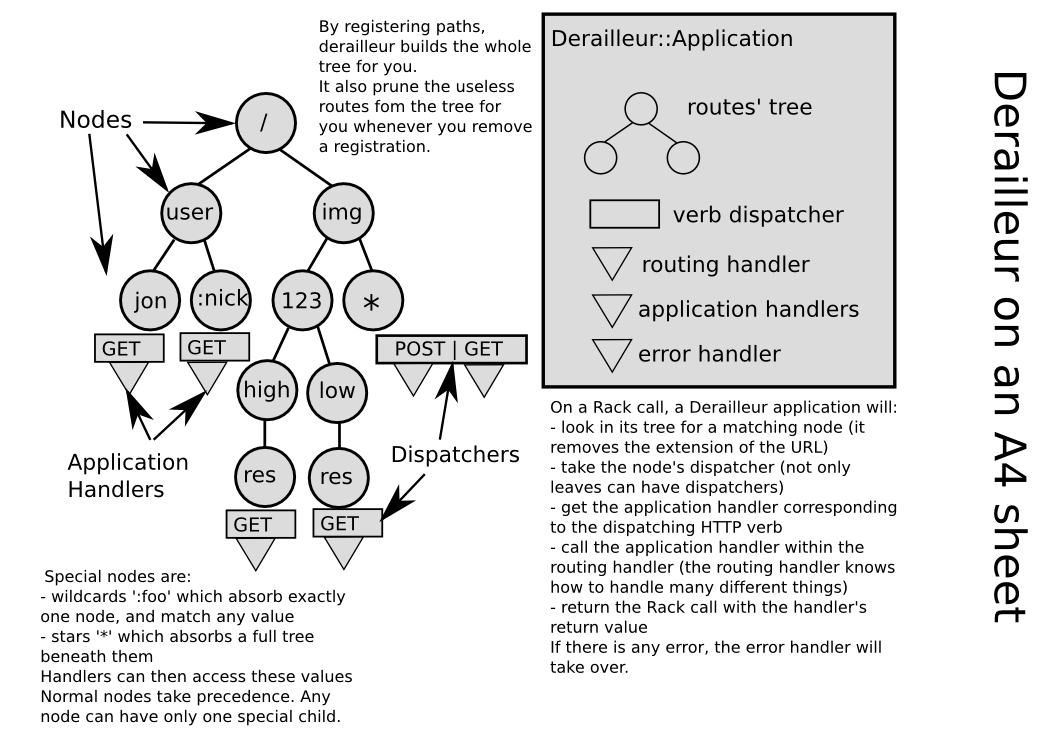 By registering paths,
derailleur builds the whole
tree for you.
It also prune the useless
routes fom the tree for
you whenever you remove
a registration.
Nodes
/
user
img
jon
:nick
123
*
GET
GET
POST | GET
high
low
Application
Handlers
Dispatchers
res
res
GET
GET
Special nodes are:
- wildcards ':foo' which absorb exactly
one node, and match any value
- stars '*' which absorbs a full tree
beneath them
Handlers can then access these values
Normal nodes take precedence. Any
node can have only one special child.
Derailleur::Application
routes' tree
verb dispatcher
routing handler
application handlers
error handler
On a Rack call, a Derailleur application will:
- look in its tree for a matching node (it
removes the extension of the URL)
- take the node's dispatcher (not only
leaves can have dispatchers)
- get the application handler corresponding
to the dispatching HTTP verb
- call the application handler within the
routing handler (the routing handler knows
how to handle many different things)
- return the Rack call with the handler's
return value
If there is any error, the error handler will
take over.
Derailleur on an A4 sheet